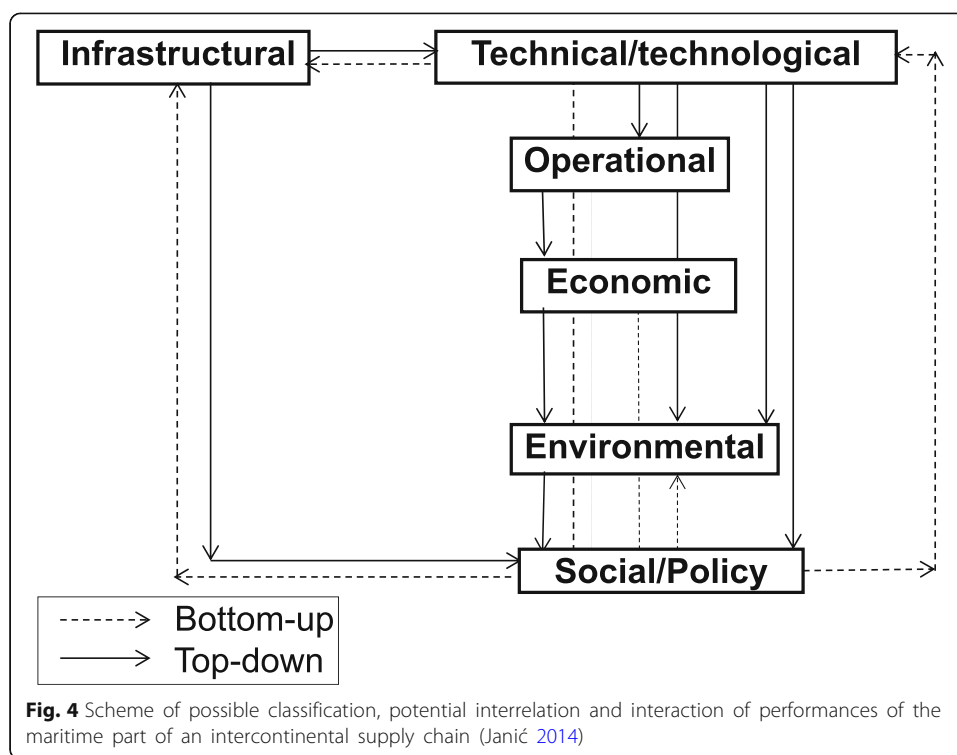 Infrastructural
Technical/technological
Operational
Economic
Environmental
Social/Policy
Bottom-up
Top-down
Fig. 4 Scheme of possible classification, potential interrelation and interaction of performances of the
maritime part of an intercontinental supply chain (Janić 2014)